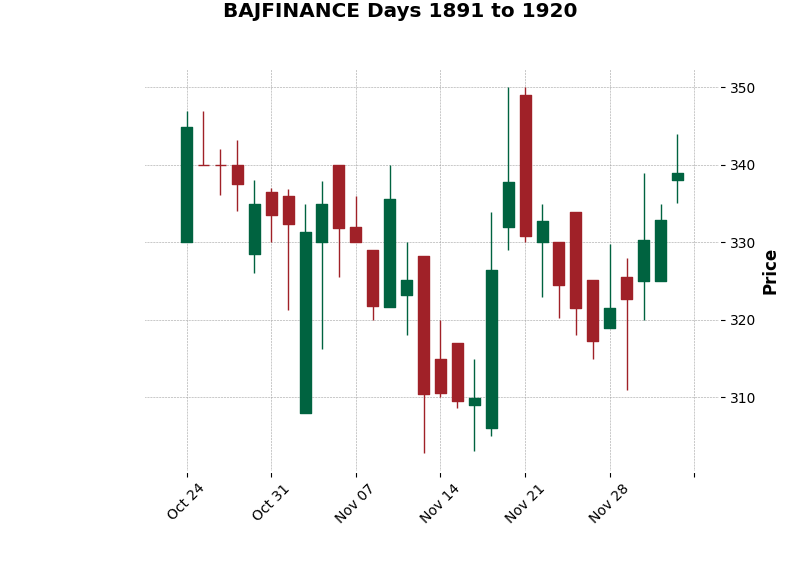 BAJFINANCE Days 1891 to 1920
350
340
330
320
310
Price
Oct 24
Oct 31
Nov 07
Nov 14
Nov 21
Nov 28